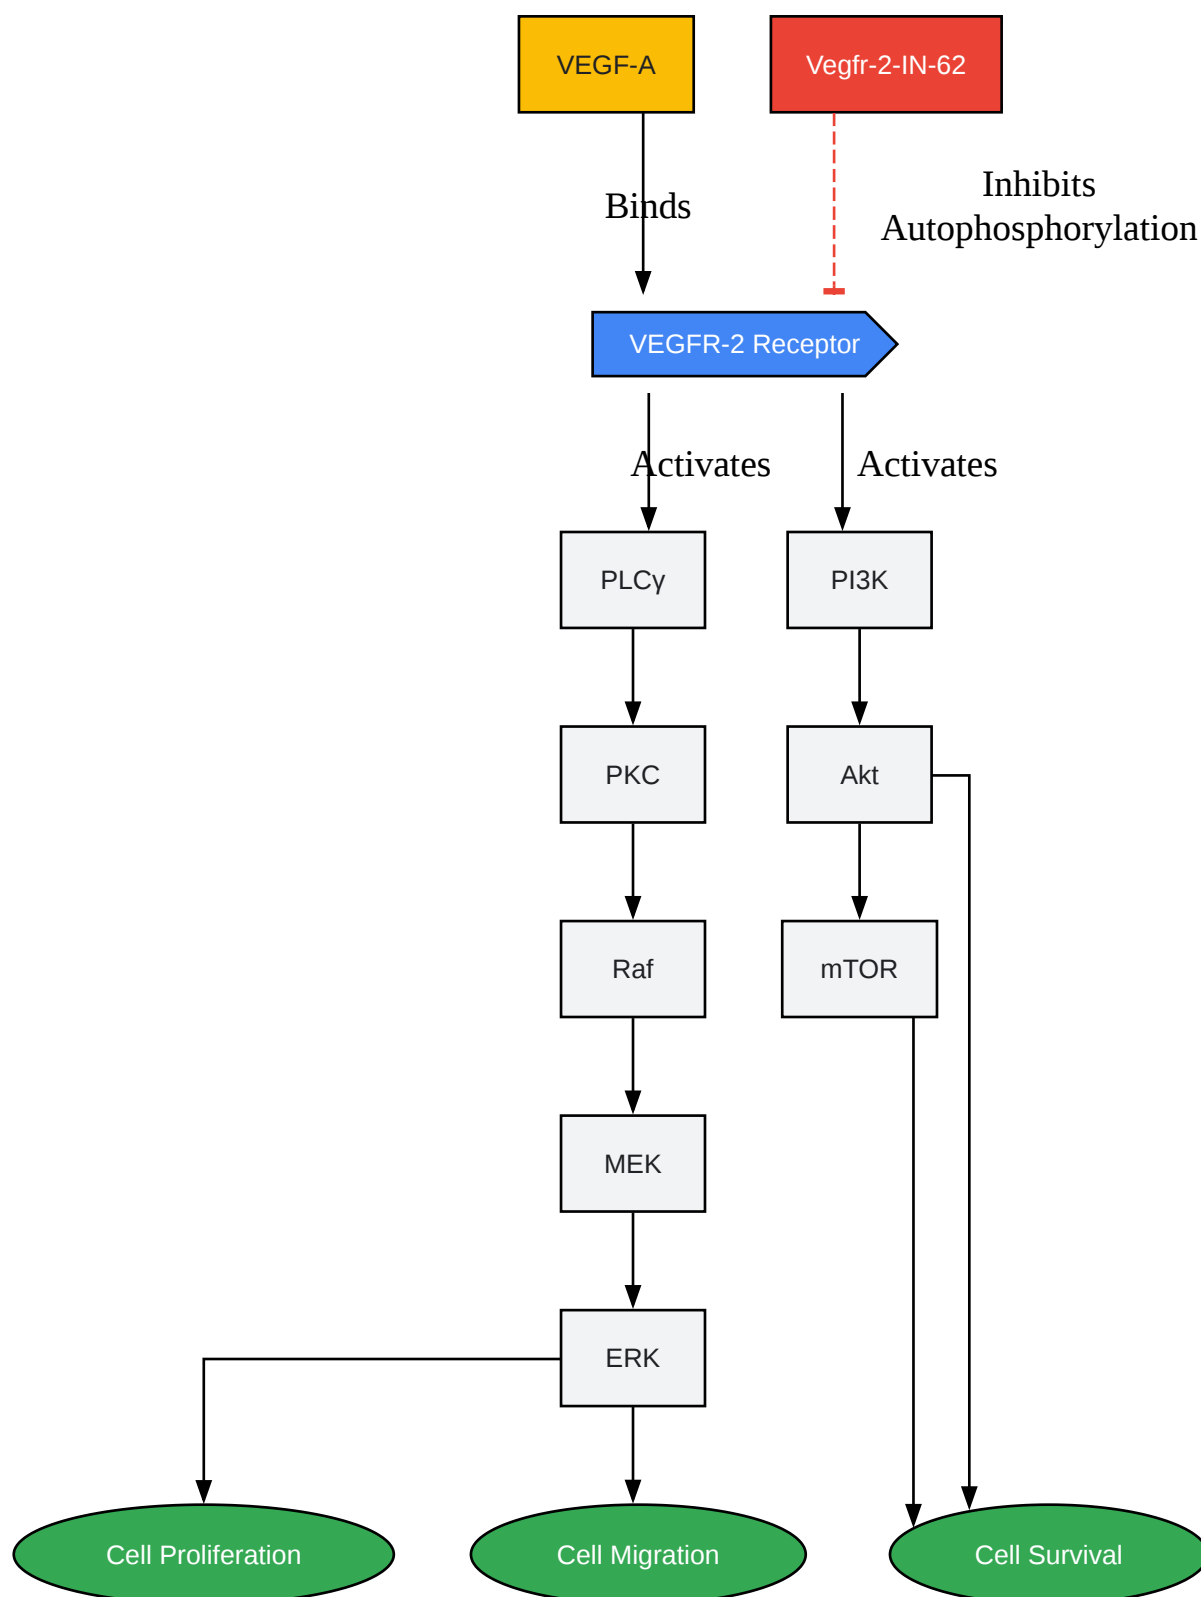 VEGF-A
Vegfr-2-IN-62
Binds
Inhibits
Autophosphorylation
VEGFR-2 Receptor
Activates
Activates
PLCγ
PI3K
PKC
Akt
Raf
mTOR
MEK
ERK
Cell Proliferation
Cell Migration
Cell Survival